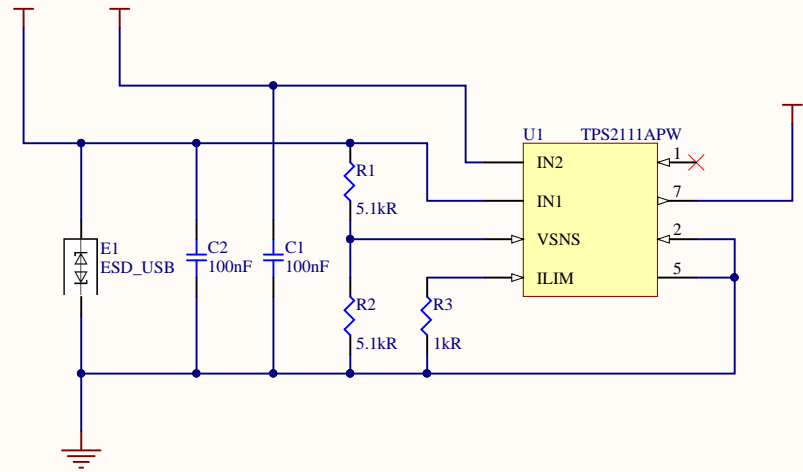 U1 TPS2111APW
IN2 1
R1
IN1 7
5.1kR
VSNS 2
E1 C2 C1
ESD_USB 100nF 100nF
ILIM 5
R2 R3
5.1kR 1kR